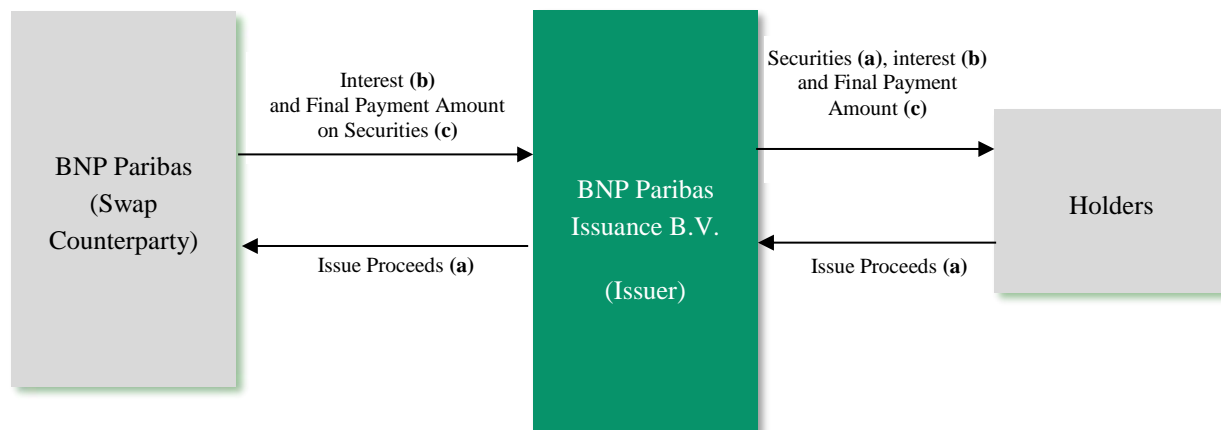 BNP Paribas
(Swap
Counterparty)
Interest (b)
and Final Payment Amount
on Securities (c)
Issue Proceeds (a)
BNP Paribas
Issuance B.V.
(Issuer)
Securities (a), interest (b)
and Final Payment
Amount (c)
Issue Proceeds (a)
Holders